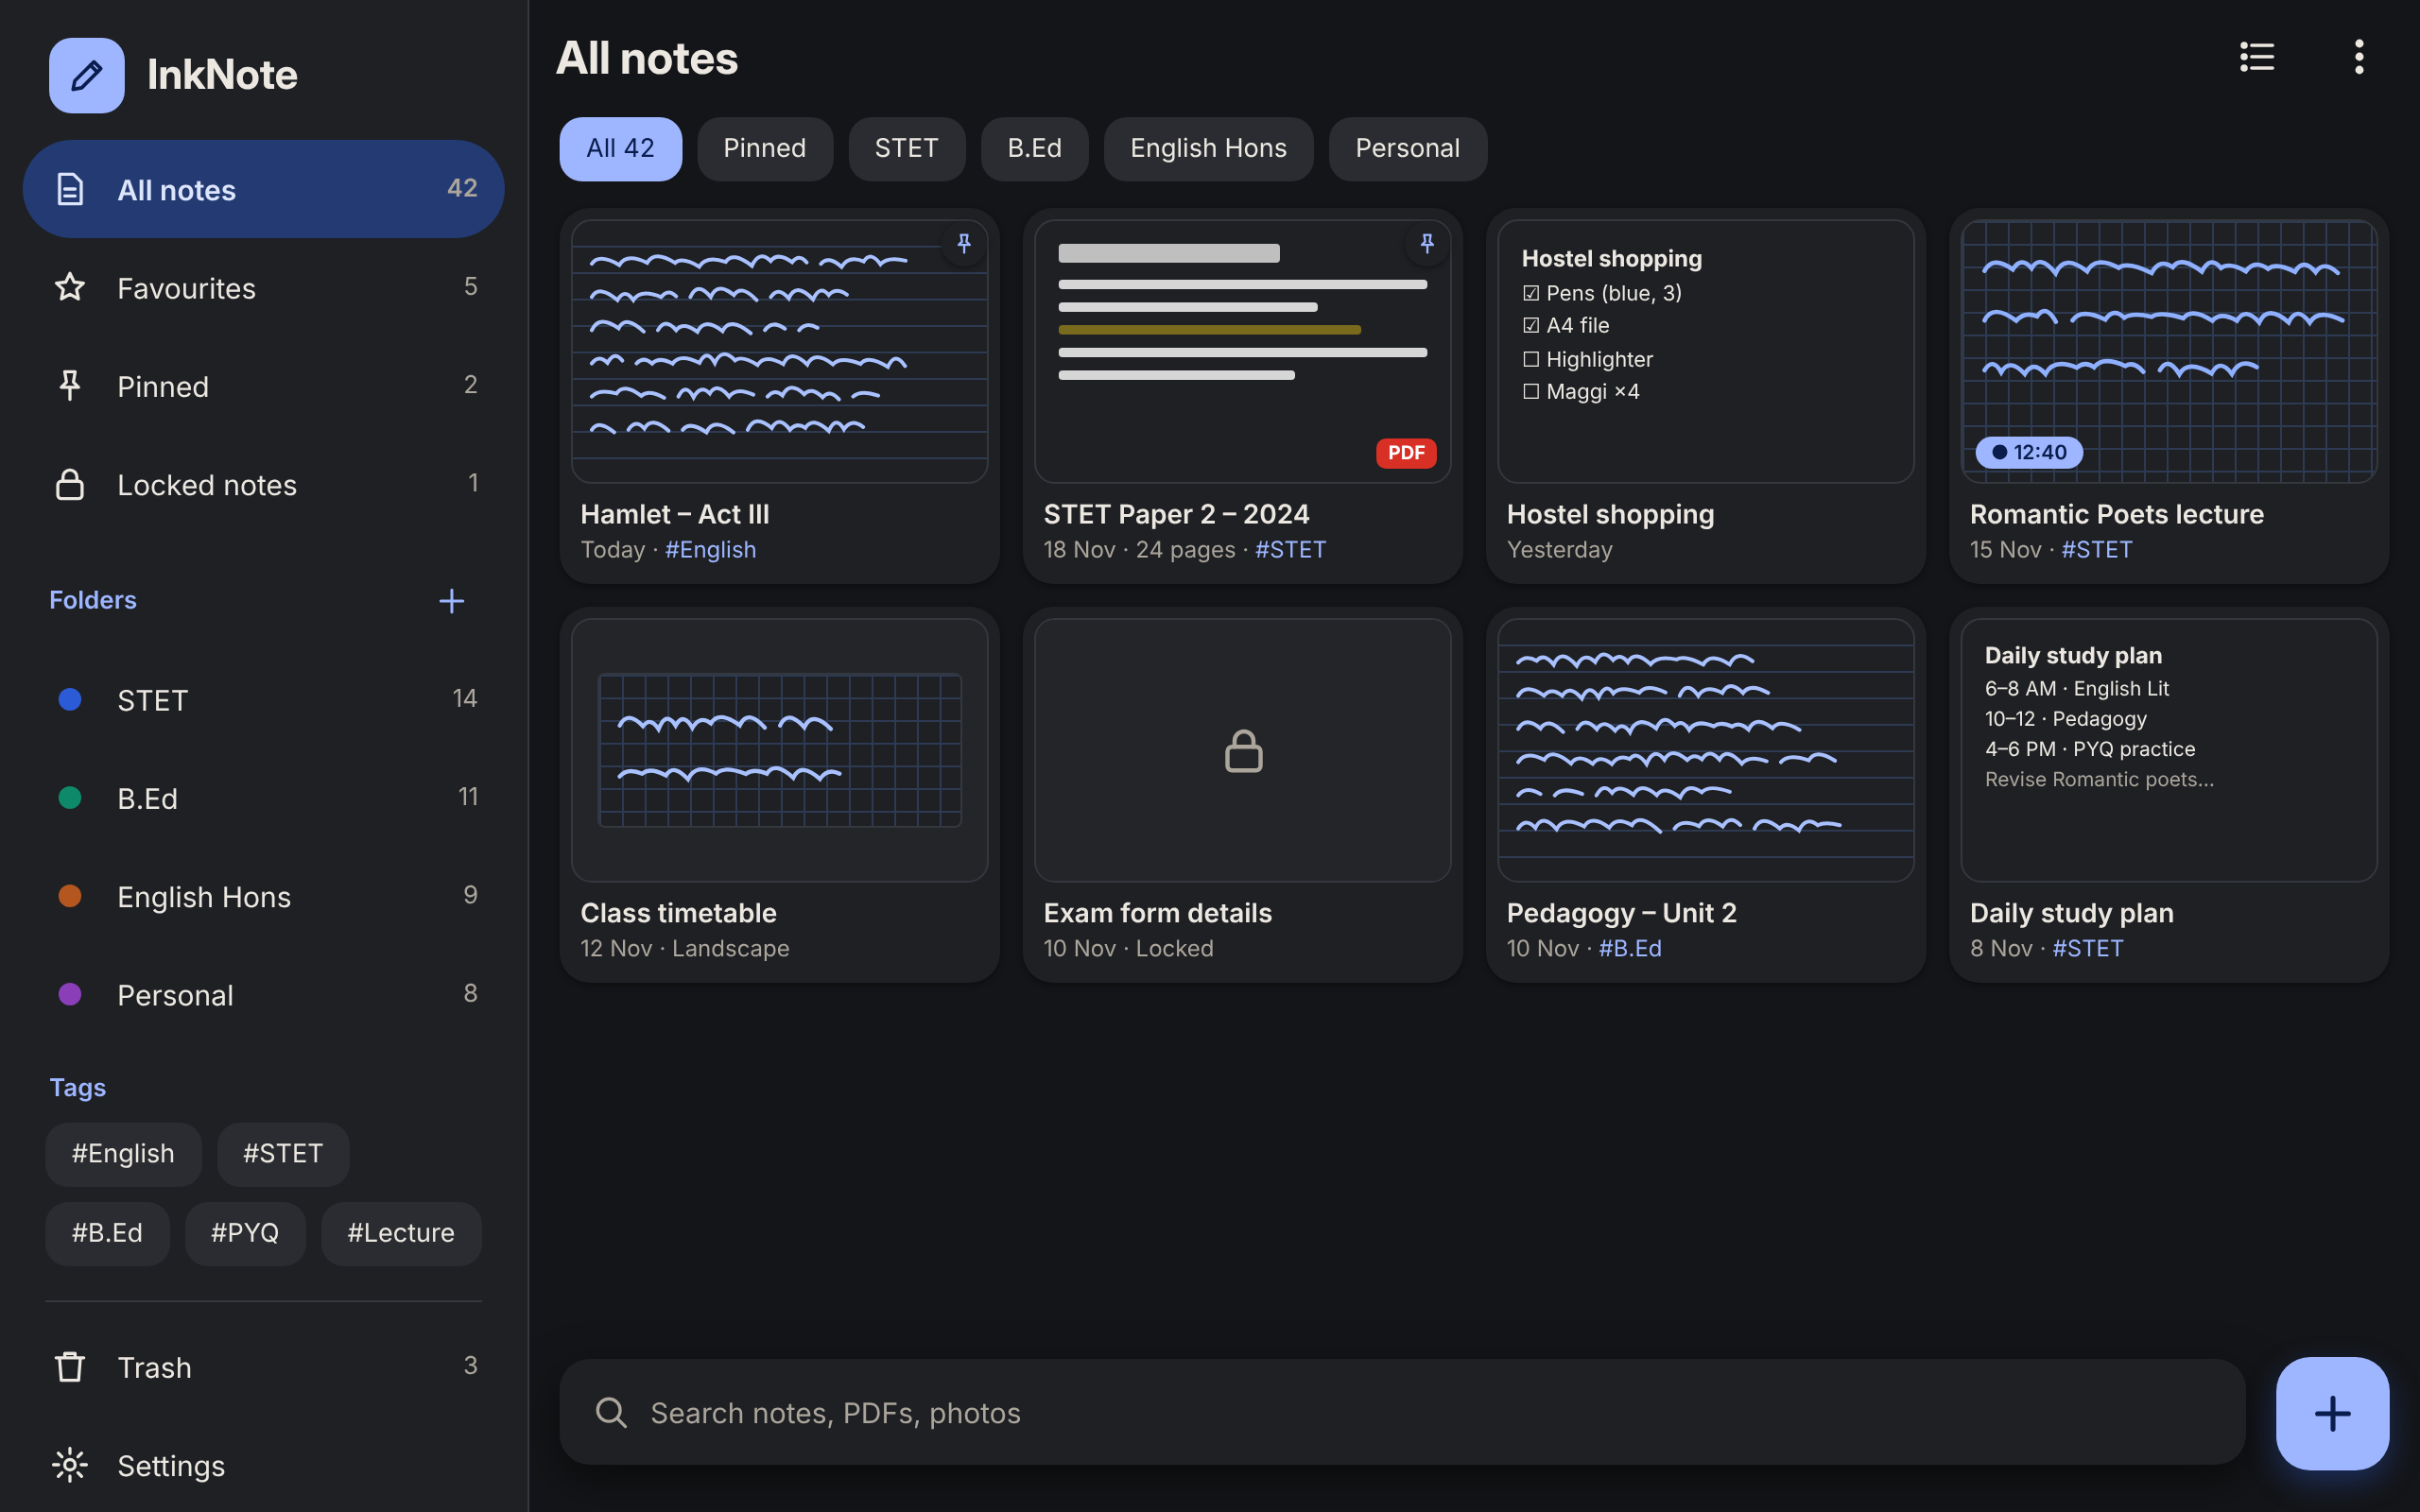 InkNote
All notes 42
Favourites 5
Pinned 2
Locked notes 1
Folders
STET 14
B.Ed 11
English Hons 9
Personal 8
Tags
#English #STET
#B.Ed #PYQ #Lecture
Trash 3
Settings
All notes
All 42 Pinned STET B.Ed English Hons Personal
Hamlet – Act III
Today · #English
PDF
STET Paper 2 – 2024
18 Nov · 24 pages · #STET
Hostel shopping
☑ Pens (blue, 3)
☑ A4 file
☐ Highlighter
☐ Maggi ×4
Hostel shopping
Yesterday
12:40
Romantic Poets lecture
15 Nov · #STET
Class timetable
12 Nov · Landscape
Exam form details
10 Nov · Locked
Pedagogy – Unit 2
10 Nov · #B.Ed
Daily study plan
6–8 AM · English Lit
10–12 · Pedagogy
4–6 PM · PYQ practice
Revise Romantic poets...
Daily study plan
8 Nov · #STET
Search notes, PDFs, photos